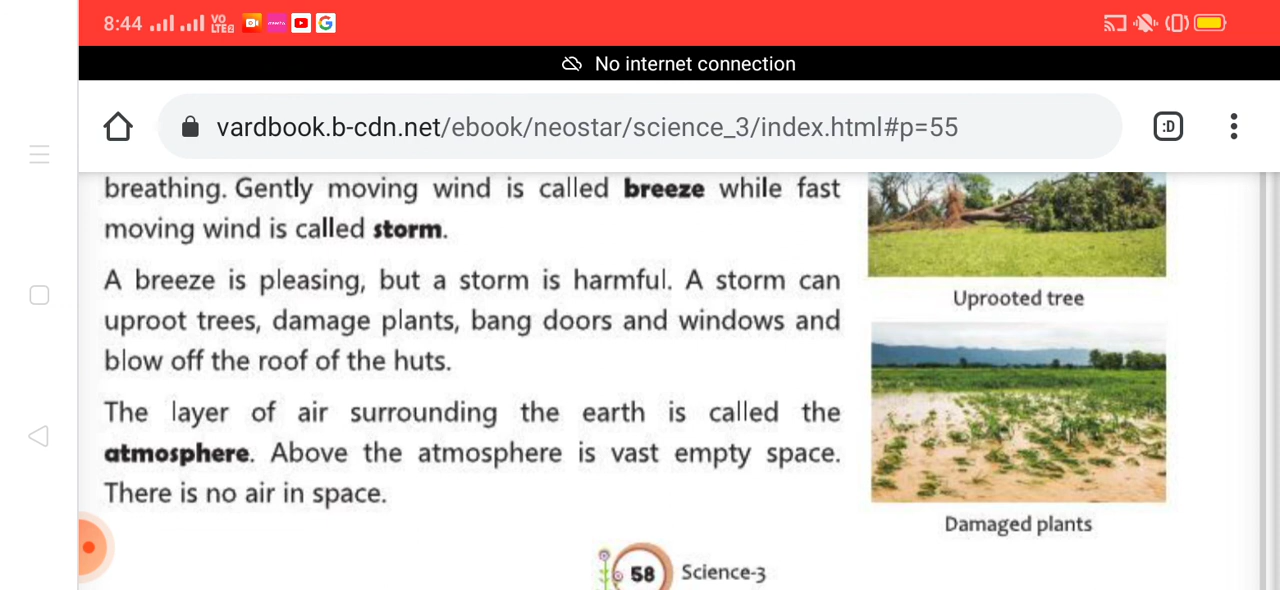 8:44 VO LTE2
No internet connection
vardbook.b-cdn.net/ebook/neostar/science_3/index.html#p=55 :D
breathing. Gently moving wind is called breeze while fast
moving wind is called storm.
A breeze is pleasing, but a storm is harmful. A storm can
uproot trees, damage plants, bang doors and windows and
blow off the roof of the huts.
The layer of air surrounding the earth is called the
atmosphere. Above the atmosphere is vast empty space.
There is no air in space.
Uprooted tree
Damaged plants
58 Science-3